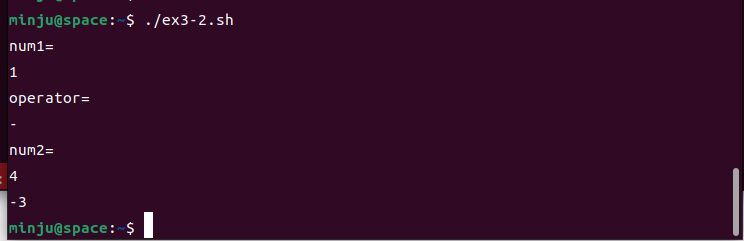 minju@space:~$ ./ex3-2.sh
num1=
1
operator=
-
num2=
4
-3
minju@space:~$